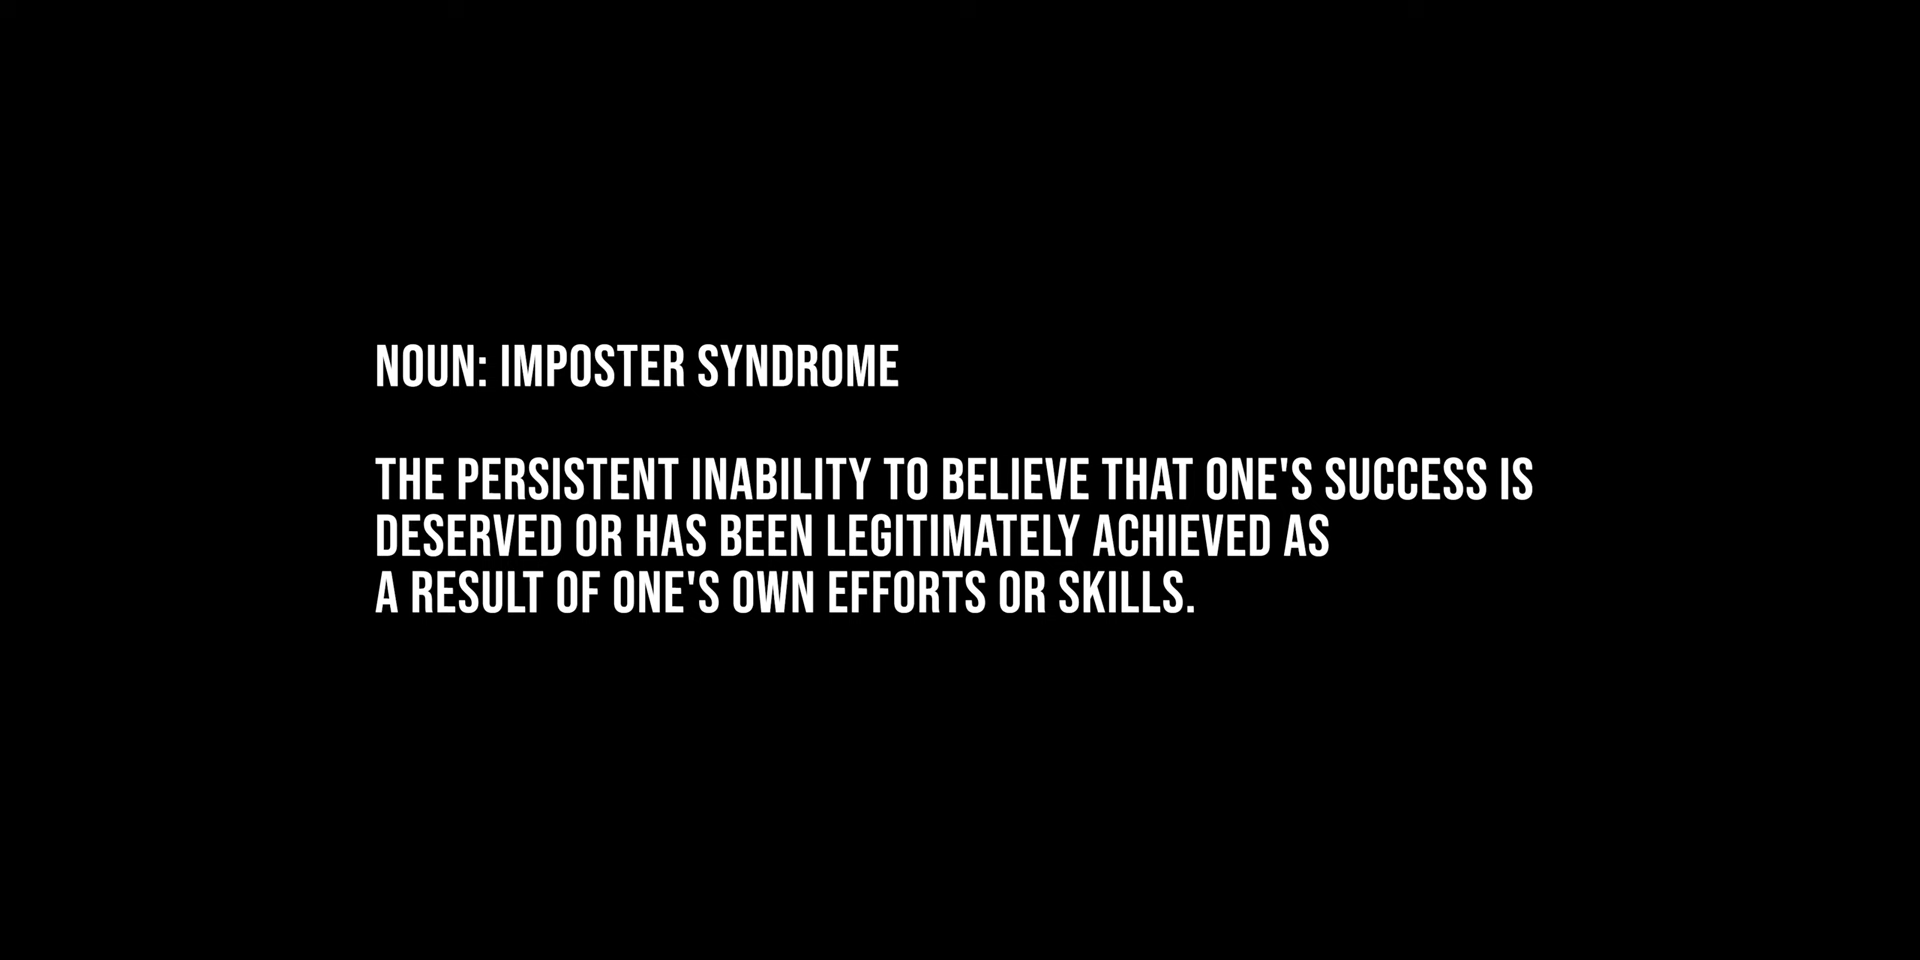 NOUN: IMPOSTER SYNDROME
THE PERSISTENT INABILITY TO BELIEVE THAT ONE'S SUCCESS IS
DESERVED OR HAS BEEN LEGITIMATELY ACHIEVED AS
A RESULT OF ONE'S OWN EFFORTS OR SKILLS.